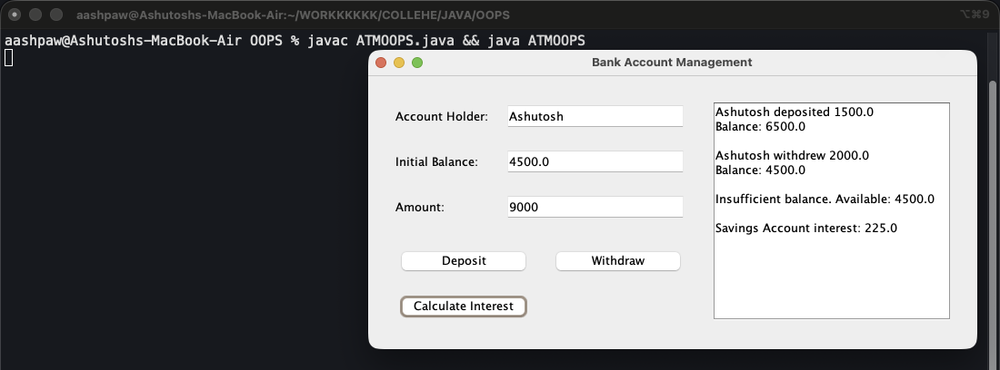 aashpaw@Ashutoshs-MacBook-Air:~/WORKKKKKK/COLLEHE/JAVA/OOPS
⌥⌘9
aashpaw@Ashutoshs-MacBook-Air OOPS % javac ATMOOPS.java && java ATMOOPS
Bank Account Management
Account Holder:
Ashutosh
Initial Balance:
4500.0
Amount:
9000
Deposit
Withdraw
Calculate Interest
Ashutosh deposited 1500.0
Balance: 6500.0
Ashutosh withdrew 2000.0
Balance: 4500.0
Insufficient balance. Available: 4500.0
Savings Account interest: 225.0